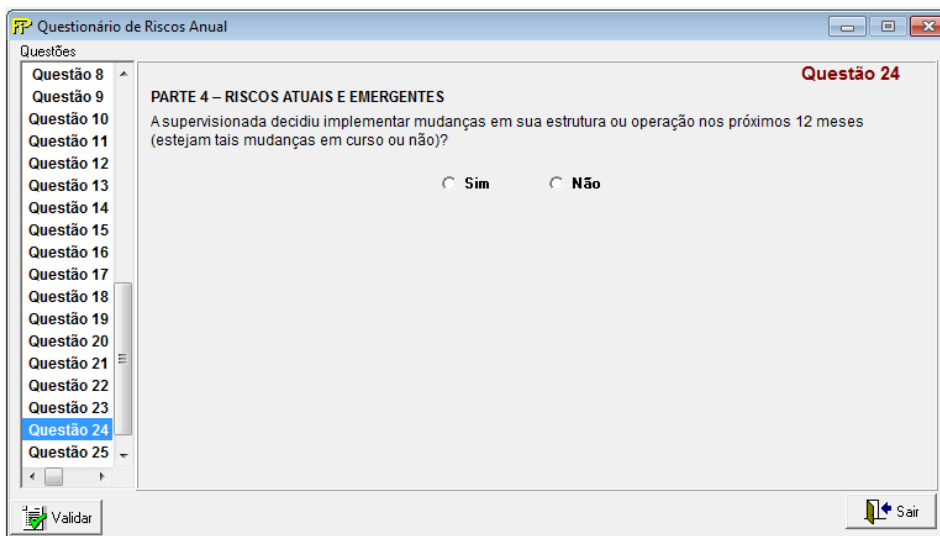 FIP Questionário de Riscos Anual
Questões
Questão 8
Questão 9
Questão 10
Questão 11
Questão 12
Questão 13
Questão 14
Questão 15
Questão 16
Questão 17
Questão 18
Questão 19
Questão 20
Questão 21
Questão 22
Questão 23
Questão 24
Questão 25
Questão 24
PARTE 4 – RISCOS ATUAIS E EMERGENTES
A supervisionada decidiu implementar mudanças em sua estrutura ou operação nos próximos 12 meses
(estejam tais mudanças em curso ou não)?
Sim Não
Validar
Sair